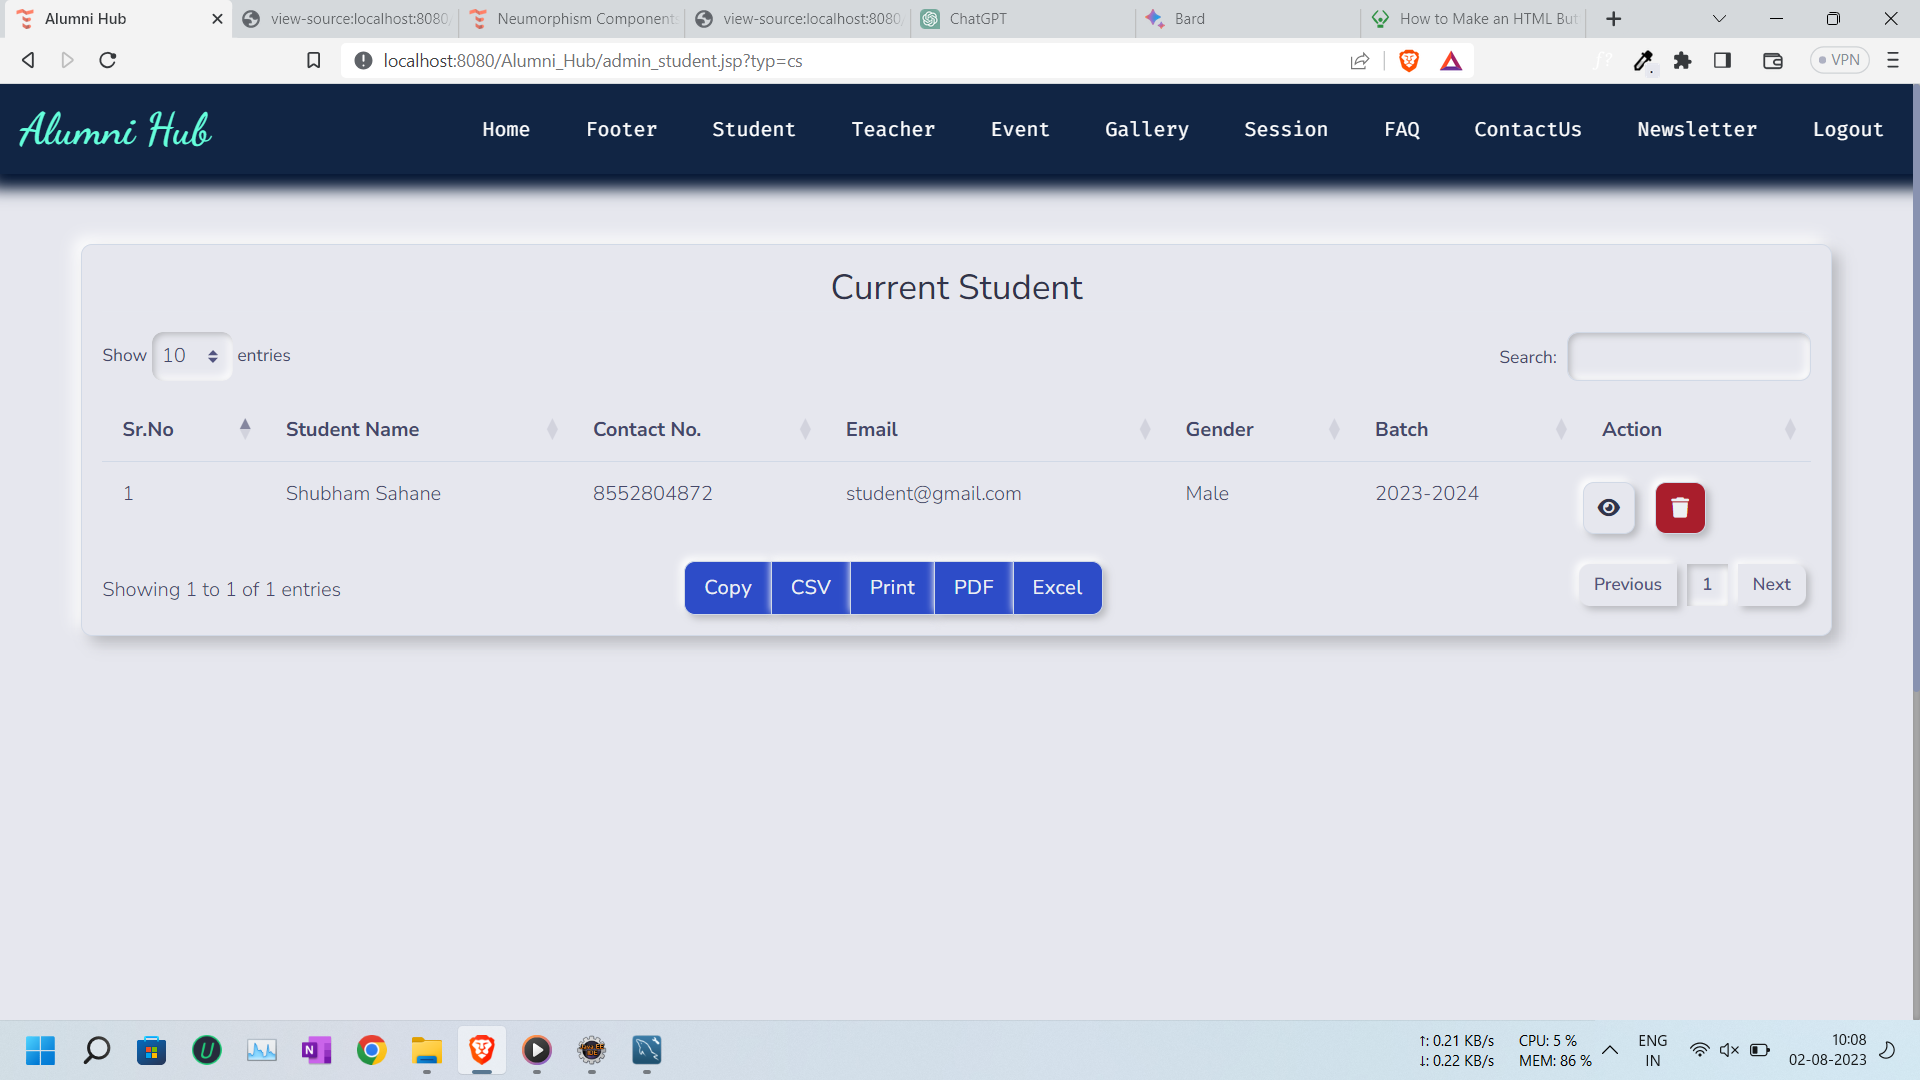 Alumni Hub
view-source:localhost:8080/
Neumorphism Component
view-source:localhost:8080/
ChatGPT
Bard
How to Make an HTML But
localhost:8080/Alumni_Hub/admin_student.jsp?typ=cs
VPN
Alumni Hub
Home Footer Student Teacher Event Gallery Session FAQ ContactUs Newsletter Logout
Current Student
Show 10 entries
Search:
Sr.No Student Name Contact No. Email Gender Batch Action
1 Shubham Sahane 8552804872 student@gmail.com Male 2023-2024
Showing 1 to 1 of 1 entries
Copy CSV Print PDF Excel
Previous 1 Next
↑: 0.21 KB/s
↓: 0.22 KB/s
CPU: 5 %
MEM: 86 %
ENG
IN
10:08
02-08-2023